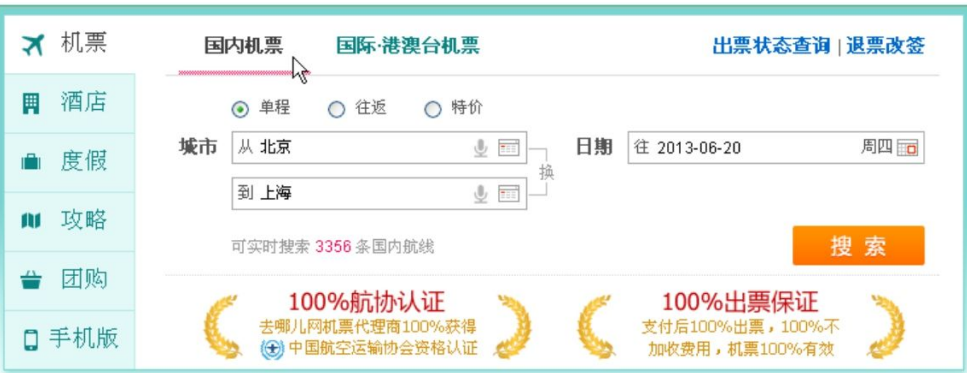 机票
酒店
度假
攻略
团购
手机版
国内机票 国际·港澳台机票 出票状态查询 | 退票改签
单程 往返 特价
城市 从 北京 换 日期 往 2013-06-20 周四
到 上海
可实时搜索 3356 条国内航线 搜 索
100%航协认证
去哪儿网机票代理商100%获得
中国航空运输协会资格认证
100%出票保证
支付后100%出票，100%不
加收费用，机票100%有效